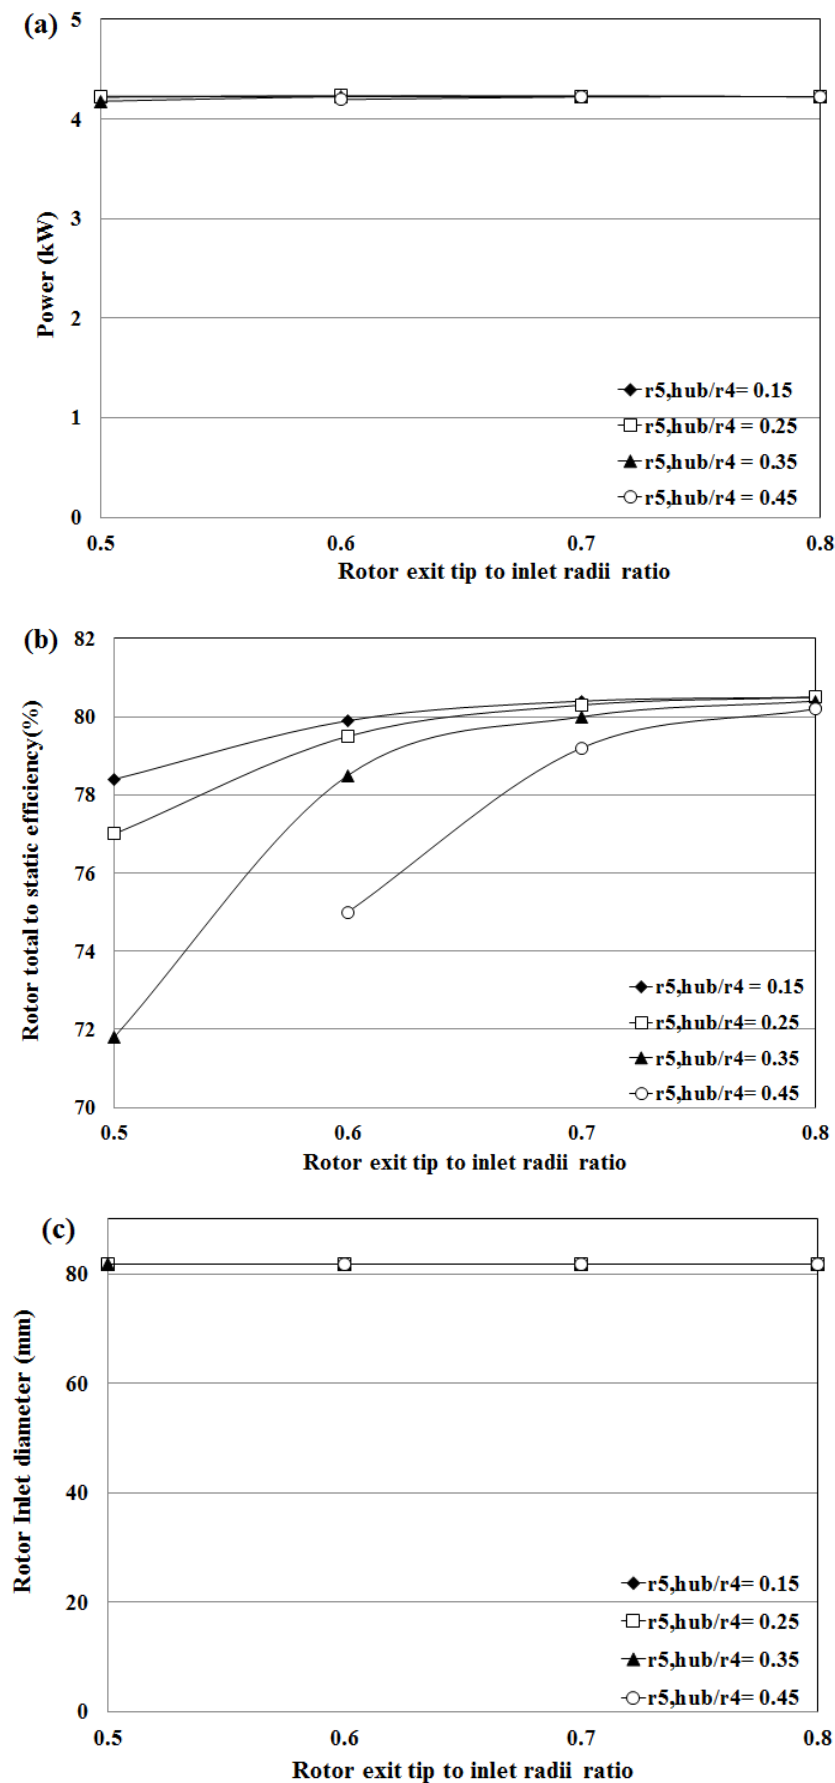 (a)
5
4
3
2
1
0
Power (kW)
r5,hub/r4= 0.15
r5,hub/r4 = 0.25
r5,hub/r4 = 0.35
r5,hub/r4 = 0.45
0.5 0.6 0.7 0.8
Rotor exit tip to inlet radii ratio
(b)
82
80
78
76
74
72
70
Rotor total to static efficiency(%)
r5,hub/r4 = 0.15
r5,hub/r4= 0.25
r5,hub/r4= 0.35
r5,hub/r4= 0.45
0.5 0.6 0.7 0.8
Rotor exit tip to inlet radii ratio
(c)
80
60
40
20
0
Rotor Inlet diameter (mm)
r5,hub/r4= 0.15
r5,hub/r4= 0.25
r5,hub/r4= 0.35
r5,hub/r4= 0.45
0.5 0.6 0.7 0.8
Rotor exit tip to inlet radii ratio